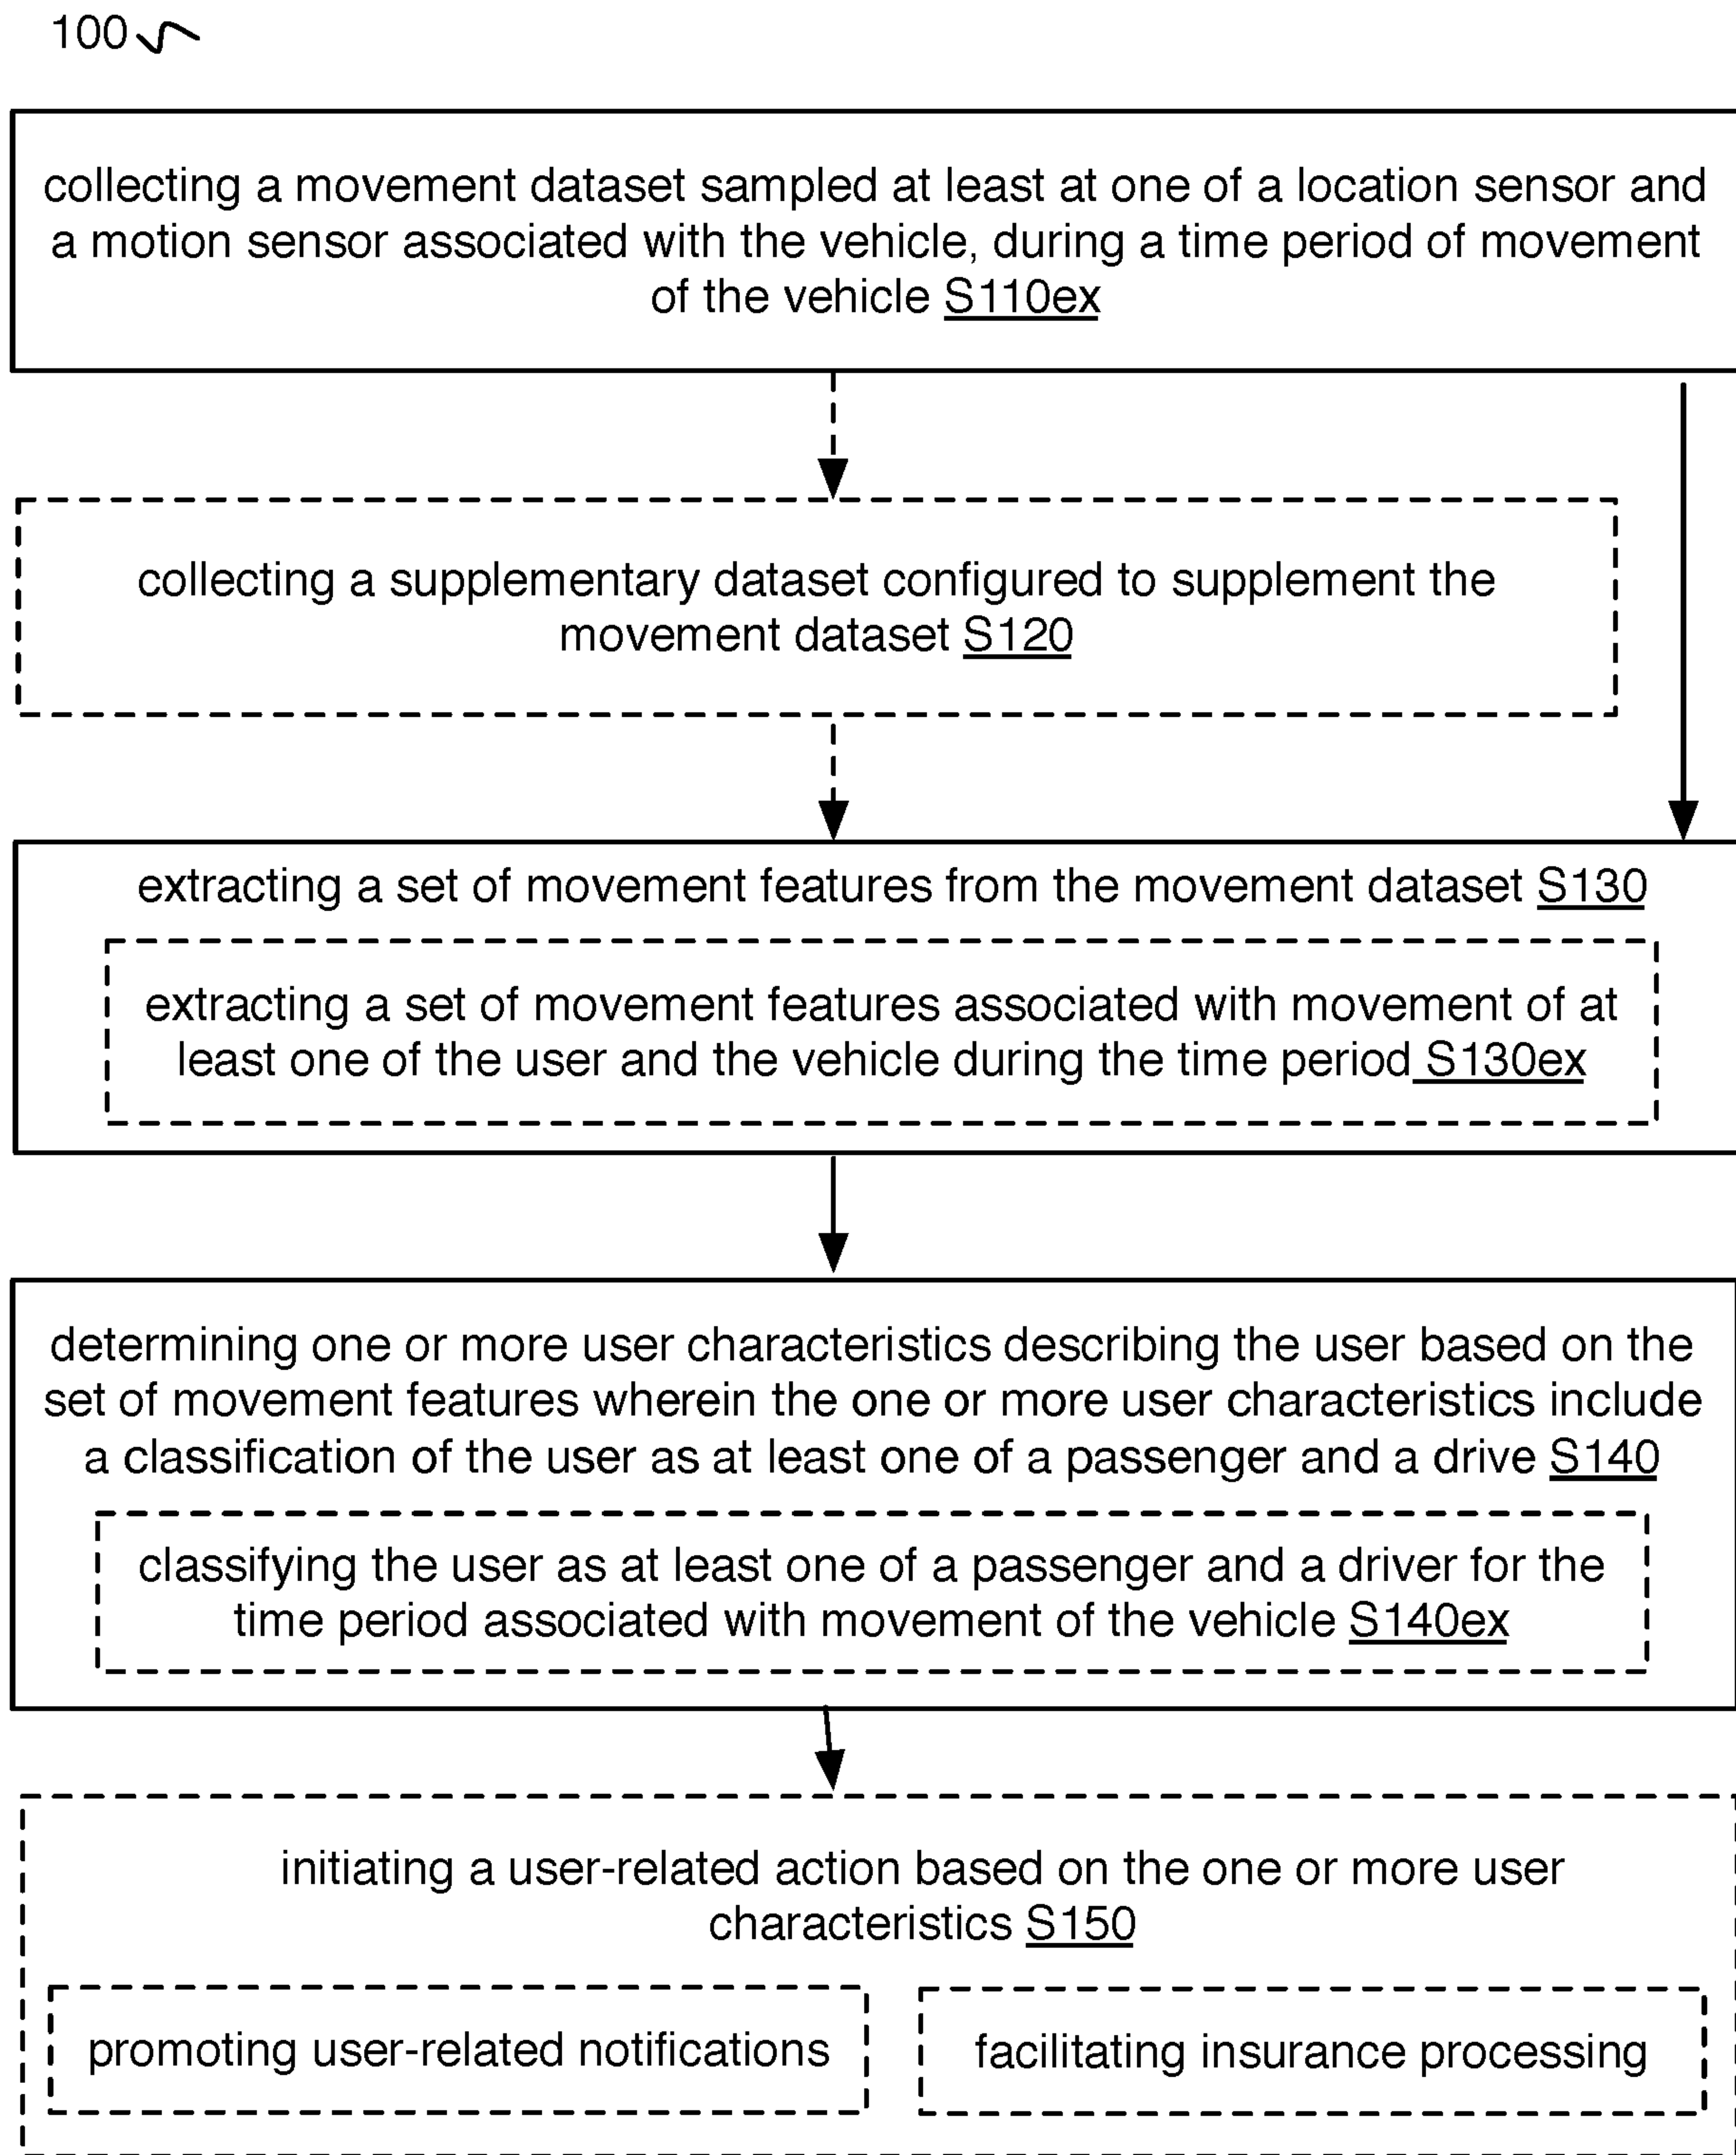 100
collecting a movement dataset sampled at least at one of a location sensor and
a motion sensor associated with the vehicle, during a time period of movement
of the vehicle S110ex
collecting a supplementary dataset configured to supplement the
movement dataset S120
extracting a set of movement features from the movement dataset S130
extracting a set of movement features associated with movement of at
least one of the user and the vehicle during the time period S130ex
determining one or more user characteristics describing the user based on the
set of movement features wherein the one or more user characteristics include
a classification of the user as at least one of a passenger and a drive S140
classifying the user as at least one of a passenger and a driver for the
time period associated with movement of the vehicle S140ex
initiating a user-related action based on the one or more user
characteristics S150
promoting user-related notifications
facilitating insurance processing